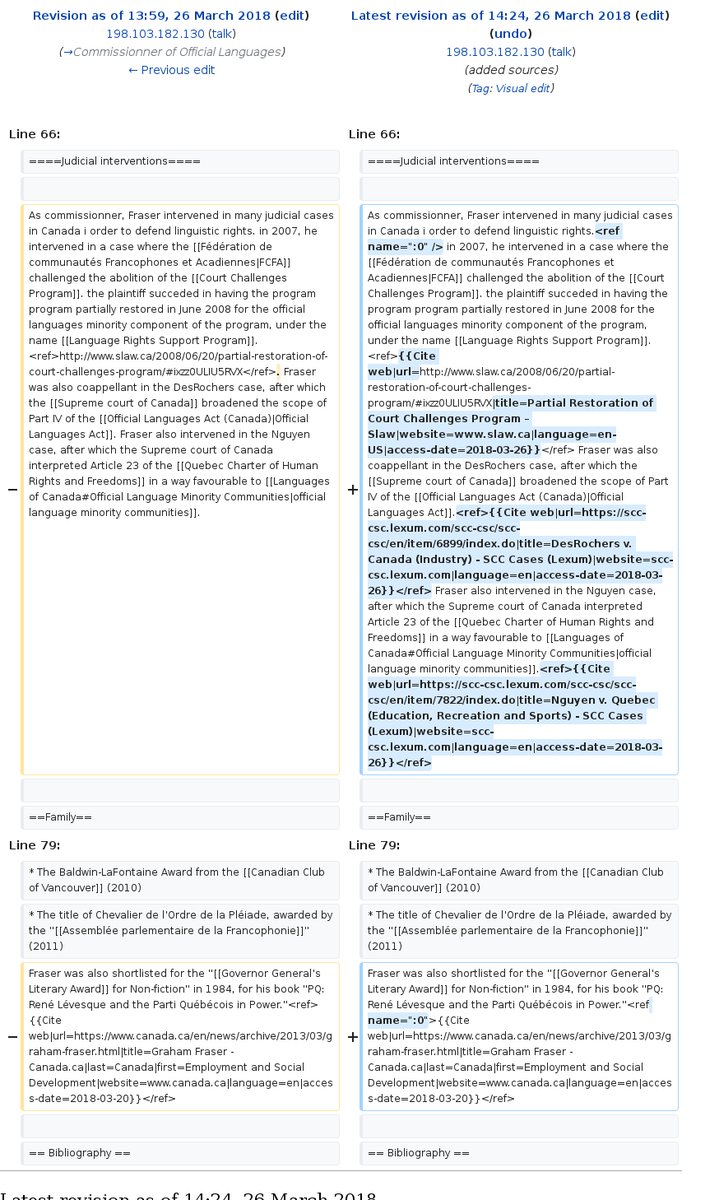 Revision as of 13:59, 26 March 2018 (edit)
198.103.182.130 (talk)
(→Commissionner of Official Languages)
← Previous edit
Latest revision as of 14:24, 26 March 2018 (edit)
(undo)
198.103.182.130 (talk)
(added sources)
(Tag: Visual edit)
Line 66:
====Judicial interventions====
As commissionner, Fraser intervened in many judicial cases
in Canada i order to defend linguistic rights. in 2007, he
intervened in a case where the [[Fédération de
communautés Francophones et Acadiennes|FCFA]]
challenged the abolition of the [[Court Challenges
Program]]. the plaintiff succeded in having the program
program partially restored in June 2008 for the official
languages minority component of the program, under the
name [[Language Rights Support Program]].
<ref>http://www.slaw.ca/2008/06/20/partial-restoration-of-
court-challenges-program/#ixzz0ULIU5RVX</ref>. Fraser
was also coappellant in the DesRochers case, after which
the [[Supreme court of Canada]] broadened the scope of
Part IV of the [[Official Languages Act (Canada)|Official
Languages Act]]. Fraser also intervened in the Nguyen
case, after which the Supreme court of Canada
interpreted Article 23 of the [[Quebec Charter of Human
− Rights and Freedoms]] in a way favourable to [[Languages
of Canada#Official Language Minority Communities|official
language minority communities]].
==Family==
Line 66:
====Judicial interventions====
As commissionner, Fraser intervened in many judicial cases
in Canada i order to defend linguistic rights.<ref
name=":0" /> in 2007, he intervened in a case where the
[[Fédération de communautés Francophones et
Acadiennes|FCFA]] challenged the abolition of the [[Court
Challenges Program]]. the plaintiff succeded in having the
program program partially restored in June 2008 for the
official languages minority component of the program,
under the name [[Language Rights Support Program]].
<ref>{{Cite
web|url=http://www.slaw.ca/2008/06/20/partial-
restoration-of-court-challenges-
program/#ixzz0ULIU5RVX|title=Partial Restoration of
Court Challenges Program –
Slaw|website=www.slaw.ca|language=en-
US|access-date=2018-03-26}}</ref> Fraser was also
coappellant in the DesRochers case, after which the
+ [[Supreme court of Canada]] broadened the scope of Part
IV of the [[Official Languages Act (Canada)|Official
Languages Act]].<ref>{{Cite web|url=https://scc-
csc.lexum.com/scc-csc/scc-
csc/en/item/6899/index.do|title=DesRochers v.
Canada (Industry) - SCC Cases (Lexum)|website=scc-
csc.lexum.com|language=en|access-date=2018-03-
26}}</ref> Fraser also intervened in the Nguyen case,
after which the Supreme court of Canada interpreted
Article 23 of the [[Quebec Charter of Human Rights and
Freedoms]] in a way favourable to [[Languages of
Canada#Official Language Minority Communities|official
language minority communities]].<ref>{{Cite
web|url=https://scc-csc.lexum.com/scc-csc/scc-
csc/en/item/7822/index.do|title=Nguyen v. Quebec
(Education, Recreation and Sports) - SCC Cases
(Lexum)|website=scc-
csc.lexum.com|language=en|access-date=2018-03-
26}}</ref>
==Family==
Line 79:
* The Baldwin-LaFontaine Award from the [[Canadian Club
of Vancouver]] (2010)
* The title of Chevalier de l'Ordre de la Pléiade, awarded by
the "[[Assemblée parlementaire de la Francophonie]]"
(2011)
Fraser was also shortlisted for the "[[Governor General's
Literary Award]] for Non-fiction" in 1984, for his book "PQ:
René Lévesque and the Parti Québécois in Power."<ref>
{{Cite
− web|url=https://www.canada.ca/en/news/archive/2013/03/g
raham-fraser.html|title=Graham Fraser -
Canada.ca|last=Canada|first=Employment and Social
Development|website=www.canada.ca|language=en|acces
s-date=2018-03-20}}</ref>
== Bibliography ==
Line 79:
* The Baldwin-LaFontaine Award from the [[Canadian Club
of Vancouver]] (2010)
* The title of Chevalier de l'Ordre de la Pléiade, awarded by
the "[[Assemblée parlementaire de la Francophonie]]"
(2011)
Fraser was also shortlisted for the "[[Governor General's
Literary Award]] for Non-fiction" in 1984, for his book "PQ:
René Lévesque and the Parti Québécois in Power."<ref
name=":0">{{Cite
+ web|url=https://www.canada.ca/en/news/archive/2013/03/g
raham-fraser.html|title=Graham Fraser -
Canada.ca|last=Canada|first=Employment and Social
Development|website=www.canada.ca|language=en|acces
s-date=2018-03-20}}</ref>
== Bibliography ==
Latest revision as of 14:24, 26 March 2018